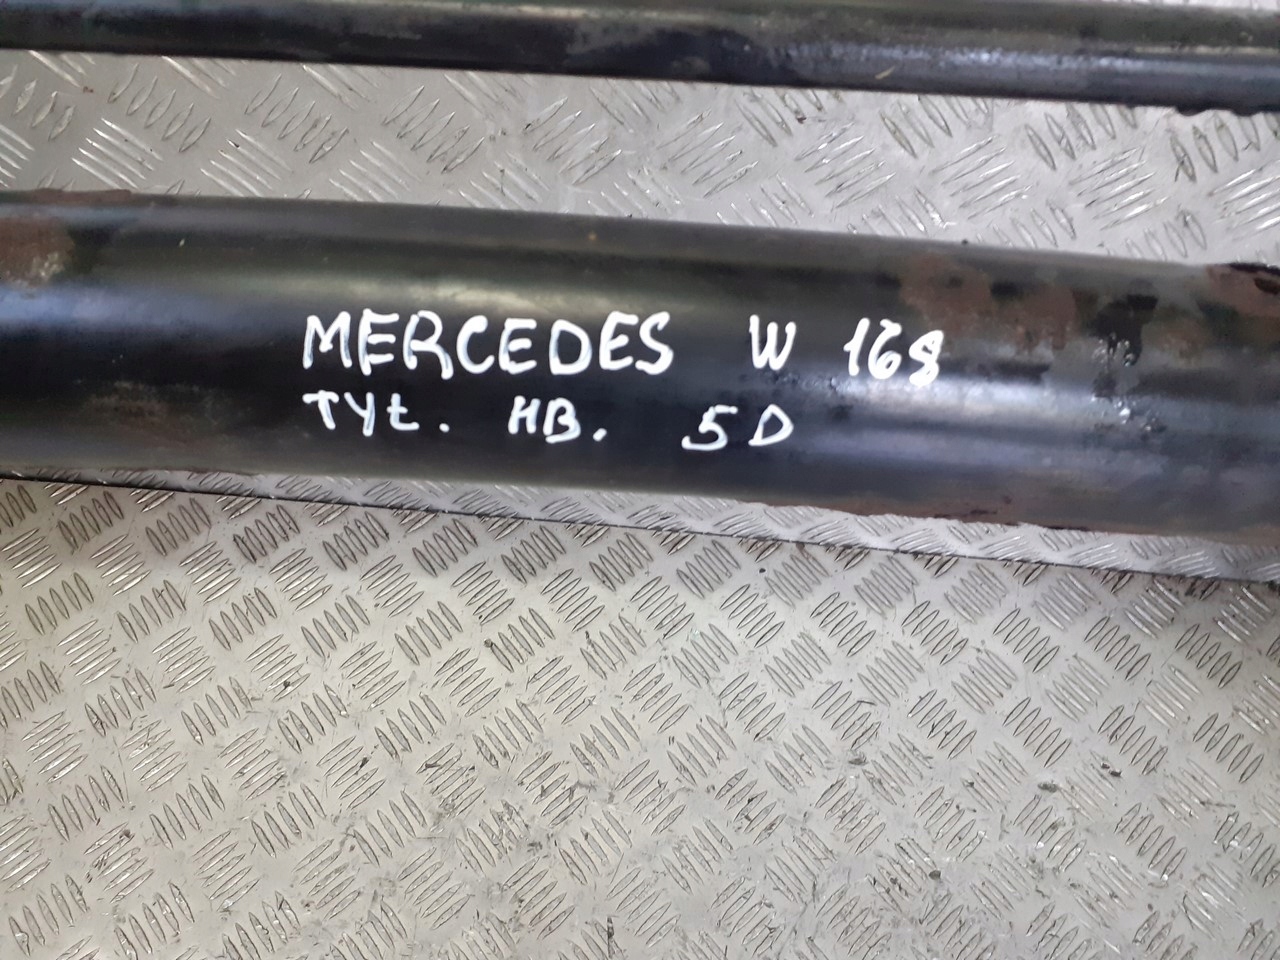 MERCEDES W 168
TYŁ. HB. 5D